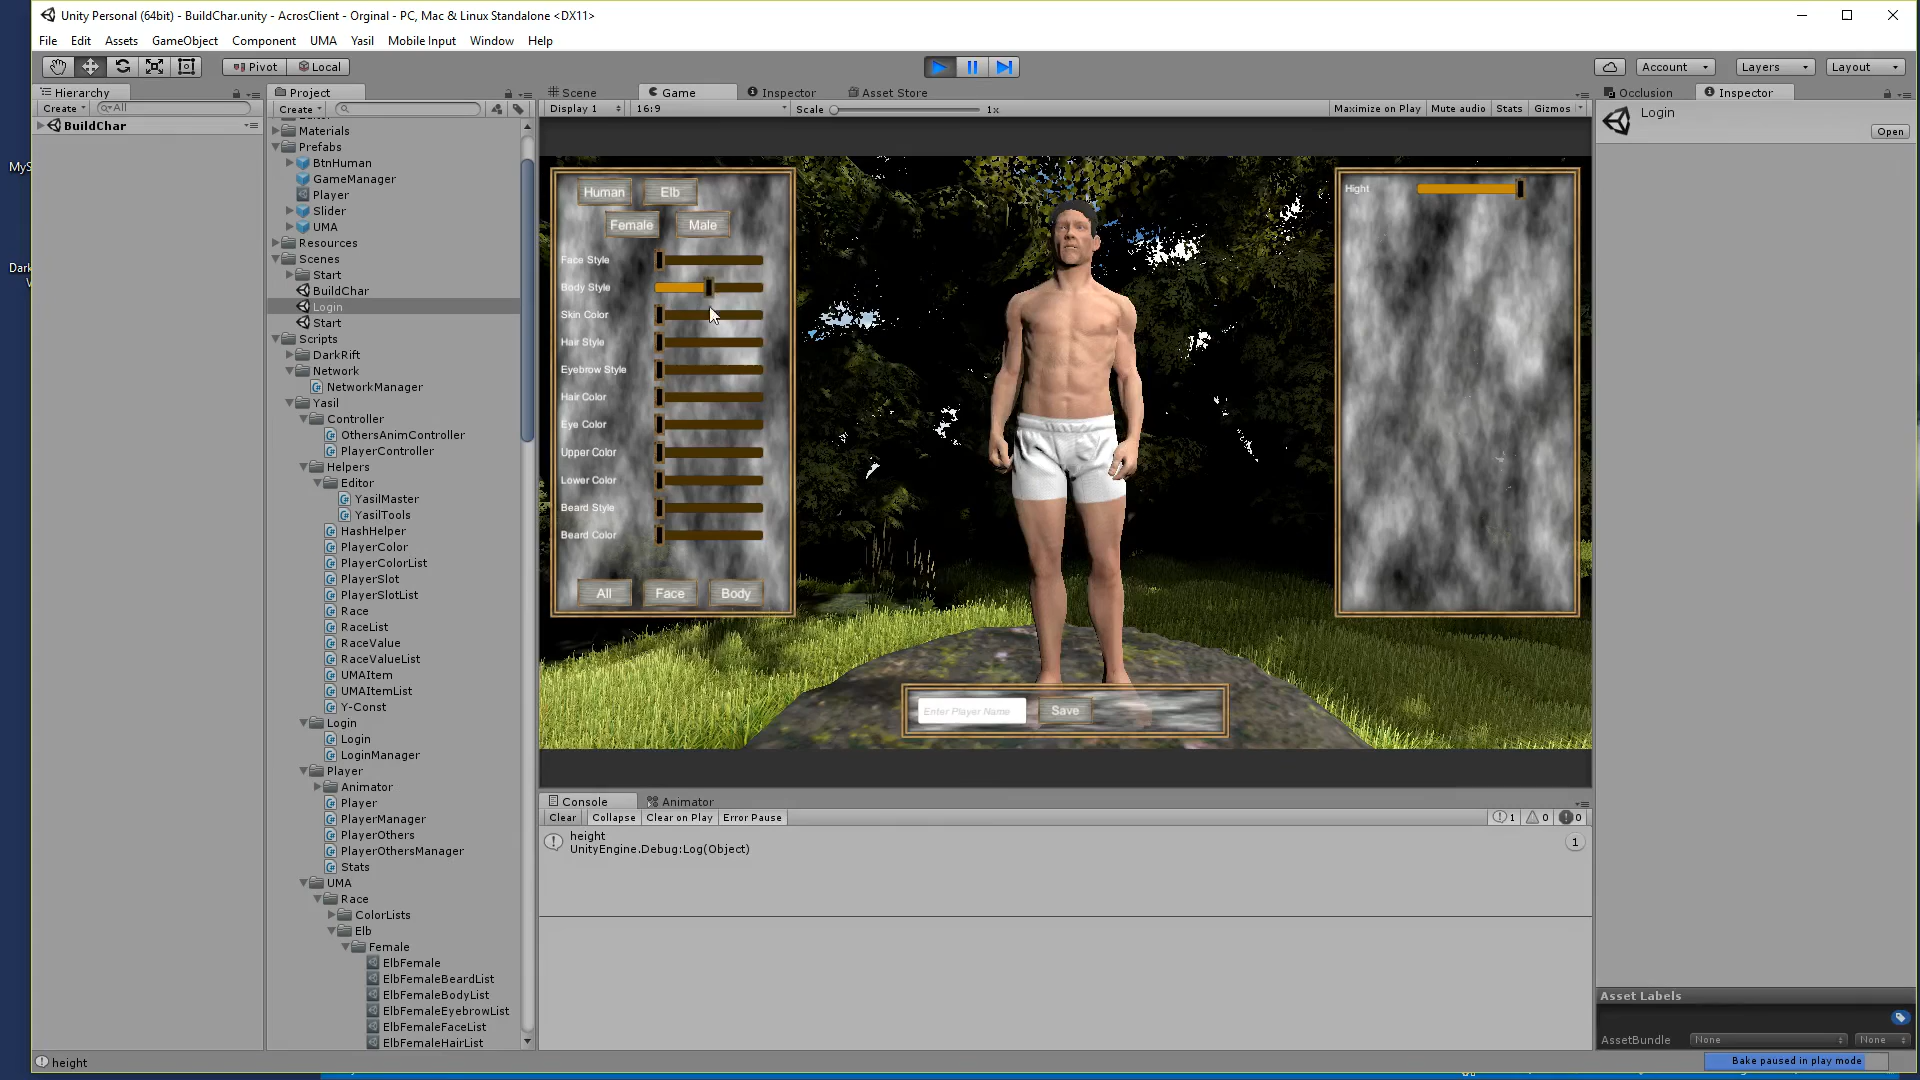 Unity Personal (64bit) - BuildChar.unity - AcrosClient - Orginal - PC, Mac & Linux Standalone <DX11>
File Edit Assets GameObject Component UMA Yasil Mobile Input Window Help
Pivot Local Account Layers Layout
Hierarchy
Create All
BuildChar
MyS
Dark
Project
Create
Materials
Prefabs
BtnHuman
GameManager
Player
Slider
UMA
Resources
Scenes
Start
BuildChar
Login
Start
Scripts
DarkRift
Network
NetworkManager
Yasil
Controller
OthersAnimController
PlayerController
Helpers
Editor
YasilMaster
YasilTools
HashHelper
PlayerColor
PlayerColorList
PlayerSlot
PlayerSlotList
Race
RaceList
RaceValue
RaceValueList
UMAItem
UMAItemList
Y-Const
Login
Login
LoginManager
Player
Animator
Player
PlayerManager
PlayerOthers
PlayerOthersManager
Stats
UMA
Race
ColorLists
Elb
Female
ElbFemale
ElbFemaleBeardList
ElbFemaleBodyList
ElbFemaleEyebrowList
ElbFemaleFaceList
ElbFemaleHairList
Scene Game Inspector Asset Store
Display 1 16:9 Scale 1x Maximize on Play Mute audio Stats Gizmos
Human Elb
Female Male
Face Style
Body Style
Skin Color
Hair Style
Eyebrow Style
Hair Color
Eye Color
Upper Color
Lower Color
Beard Style
Beard Color
All Face Body
Hight
Enter Player Name Save
Console Animator
Clear Collapse Clear on Play Error Pause 1 0 0
height
UnityEngine.Debug:Log(Object)
1
Occlusion Inspector
Login
Open
Asset Labels
AssetBundle None None
height
Bake paused in play mode